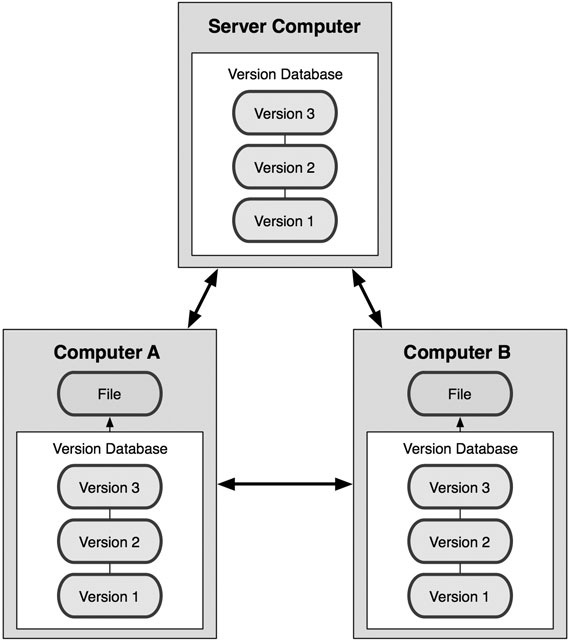 Server Computer
Version Database
Version 3
Version 2
Version 1
Computer A
File
Version Database
Version 3
Version 2
Version 1
Computer B
File
Version Database
Version 3
Version 2
Version 1